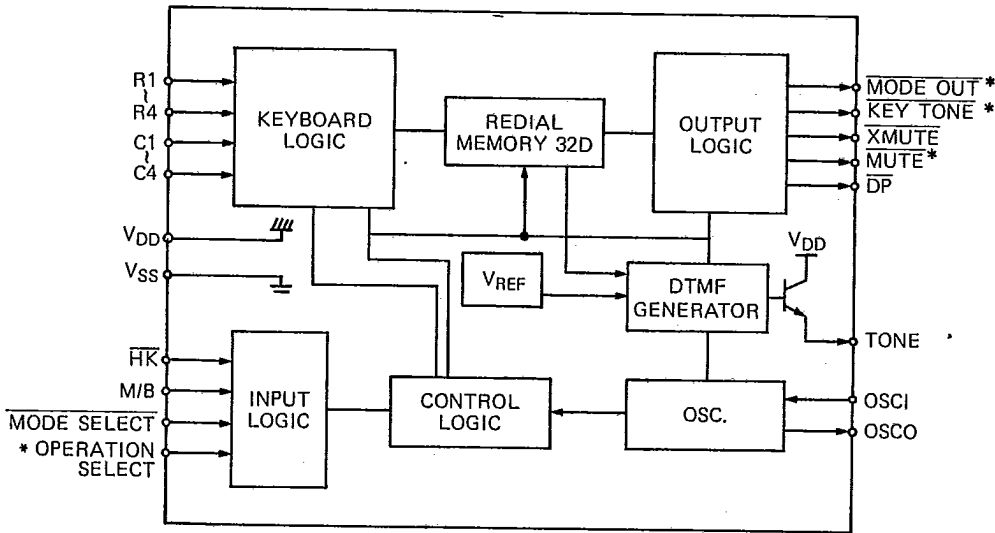 R1
~
R4
C1
~
C4
VDD
VSS
HK
M/B
MODE SELECT
* OPERATION
SELECT
KEYBOARD
LOGIC
REDIAL
MEMORY 32D
OUTPUT
LOGIC
VREF
DTMF
GENERATOR
INPUT
LOGIC
CONTROL
LOGIC
OSC.
MODE OUT *
KEY TONE *
XMUTE
MUTE *
DP
VDD
TONE
OSCI
OSCO